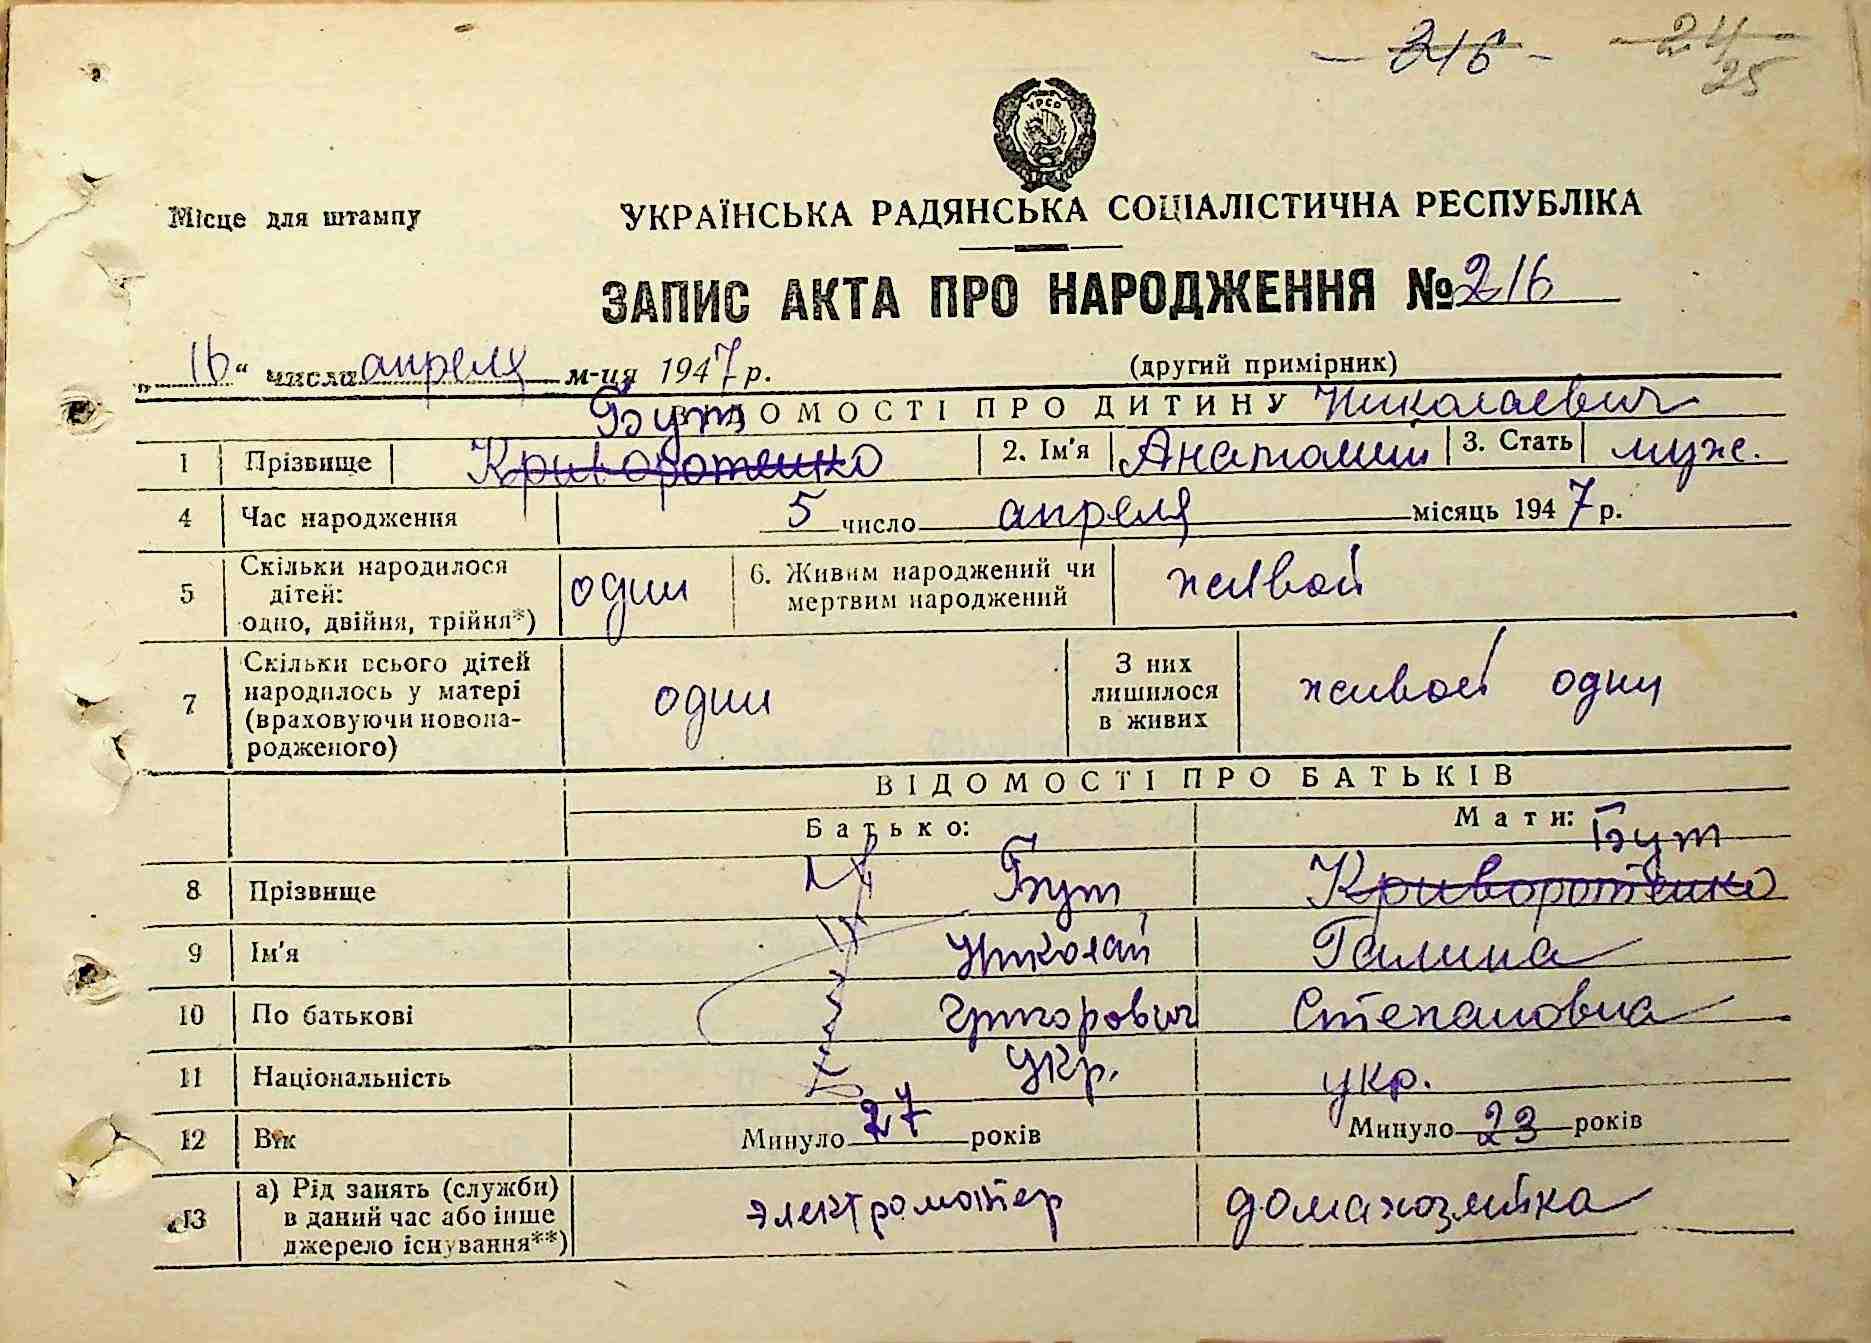 316 24
25
УРСР
Місце для штампу УКРАЇНСЬКА РАДЯНСЬКА СОЦІАЛІСТИЧНА РЕСПУБЛІКА
ЗАПИС АКТА ПРО НАРОДЖЕННЯ № 216
„16“ числа апреля м-ця 1947 р. (другий примірник)
ВІДОМОСТІ ПРО ДИТИНУ
Бут Николаевич
1 Прізвище Криворотенко 2. Ім'я Анатолий 3. Стать муж.
4 Час народження 5 число апреля місяць 1947 р.
5 Скільки народилося дітей: одно, двійня, трійня*) один 6. Живим народжений чи мертвим народжений живой
7 Скільки всього дітей народилось у матері (враховуючи новонародженого) один З них лишилося в живих живой один
ВІДОМОСТІ ПРО БАТЬКІВ
Батько: Мати:
Бут
8 Прізвище Бут Криворотенко
9 Ім'я Николай Галина
10 По батькові Григорович Степановна
11 Національність Укр. укр.
12 Вік Минуло 27 років Минуло 23 років
13 а) Рід занять (служби) в даний час або інше джерело існування**) электромонтер домахозяйка